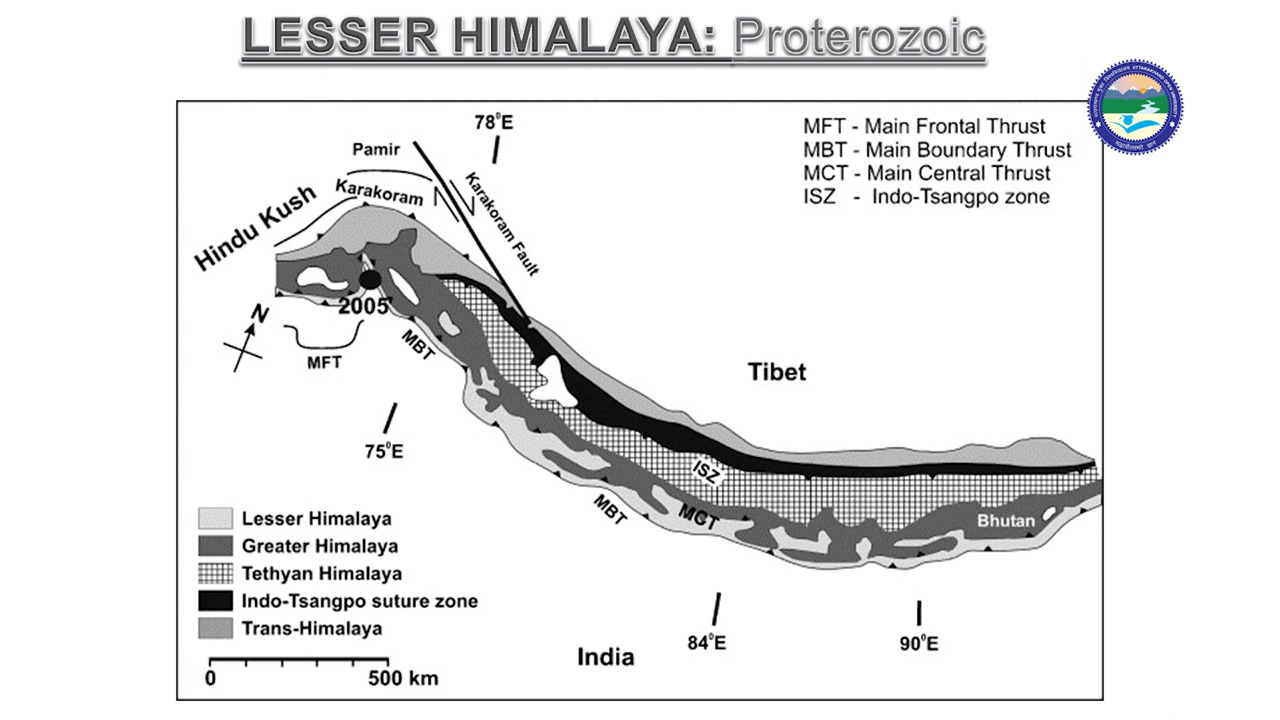 LESSER HIMALAYA: Proterozoic
MFT - Main Frontal Thrust
MBT - Main Boundary Thrust
MCT - Main Central Thrust
ISZ - Indo-Tsangpo zone
78°E
Pamir
Karakoram
Karakoram Fault
Hindu Kush
N
2005
MFT
MBT
75°E
Tibet
ISZ
MBT
MCT
Bhutan
Lesser Himalaya
Greater Himalaya
Tethyan Himalaya
Indo-Tsangpo suture zone
Trans-Himalaya
84°E
90°E
India
0 500 km